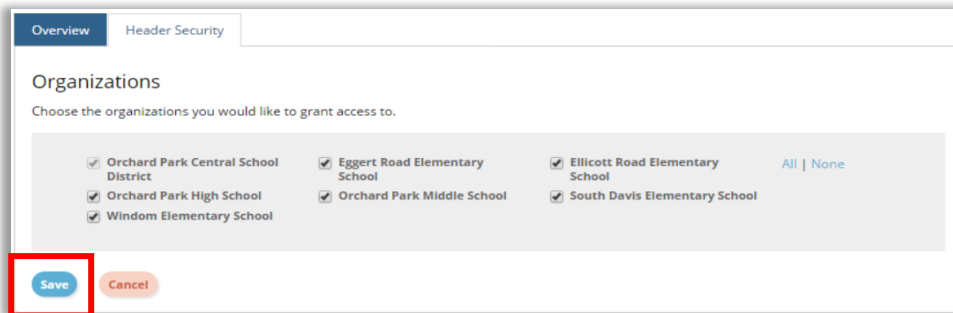 Overview Header Security
Organizations
Choose the organizations you would like to grant access to.
Orchard Park Central School District
Eggert Road Elementary School
Ellicott Road Elementary School
All | None
Orchard Park High School
Orchard Park Middle School
South Davis Elementary School
Windom Elementary School
Save Cancel